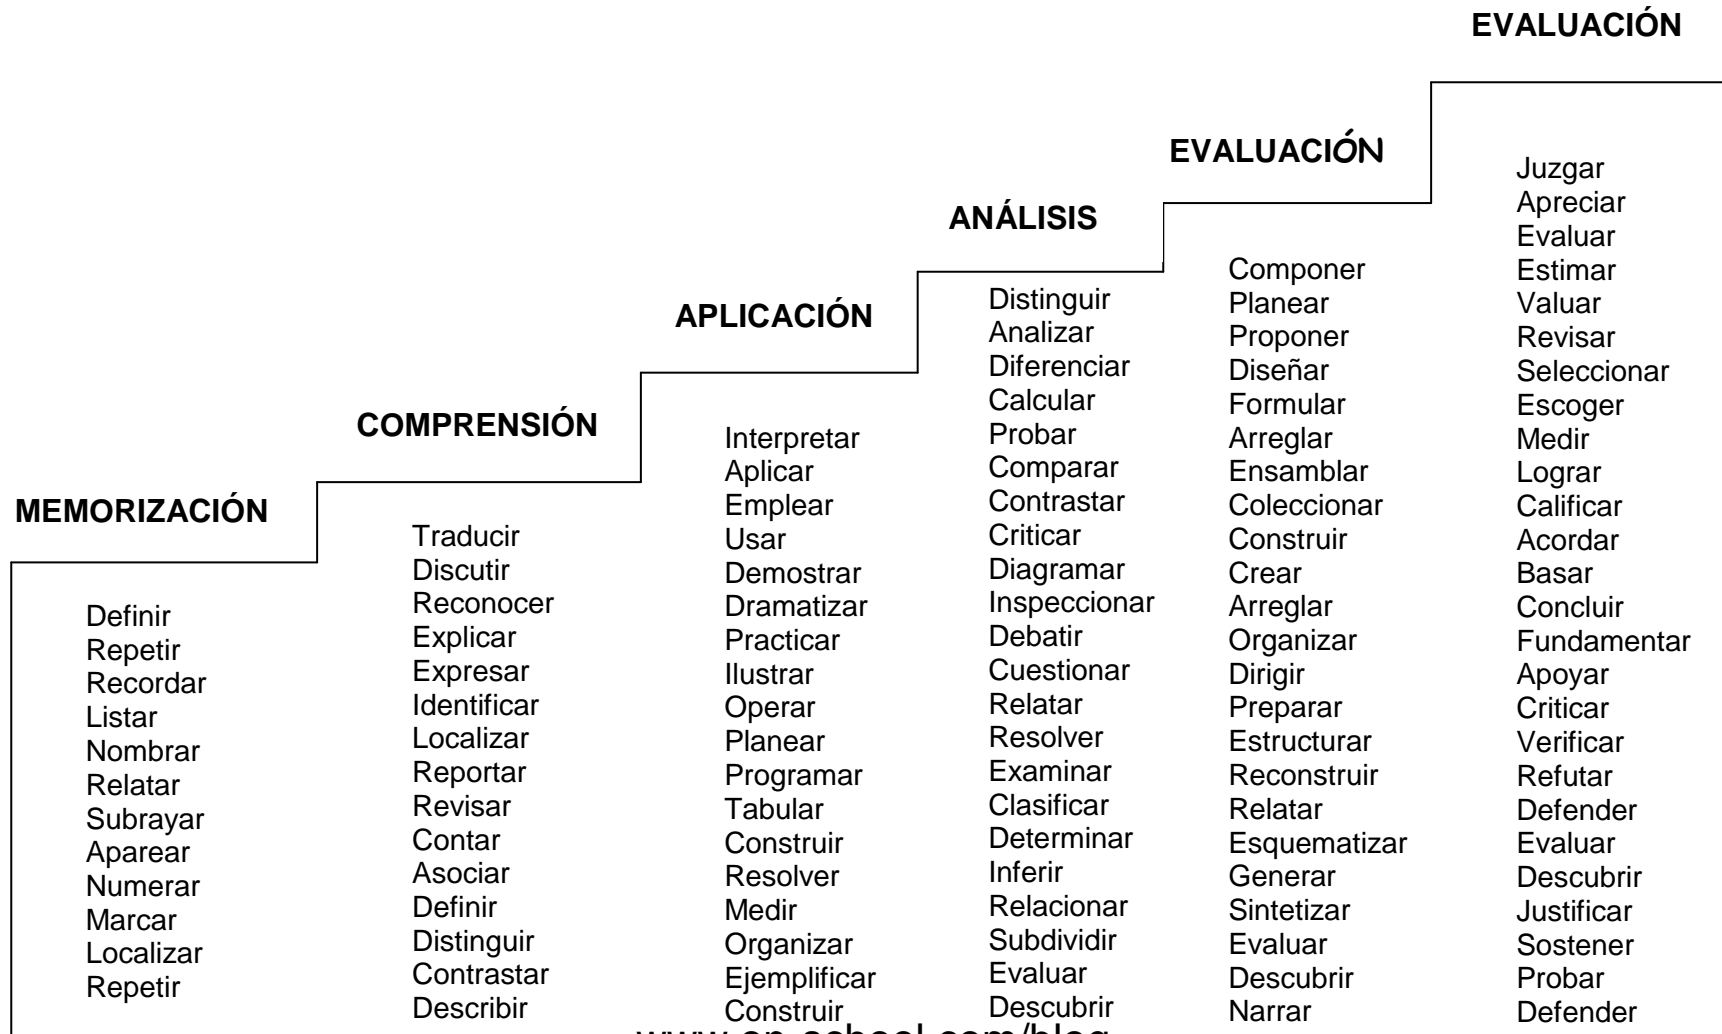 MEMORIZACIÓN
Definir
Repetir
Recordar
Listar
Nombrar
Relatar
Subrayar
Aparear
Numerar
Marcar
Localizar
Repetir
COMPRENSIÓN
Traducir
Discutir
Reconocer
Explicar
Expresar
Identificar
Localizar
Reportar
Revisar
Contar
Asociar
Definir
Distinguir
Contrastar
Describir
APLICACIÓN
Interpretar
Aplicar
Emplear
Usar
Demostrar
Dramatizar
Practicar
Ilustrar
Operar
Planear
Programar
Tabular
Construir
Resolver
Medir
Organizar
Ejemplificar
Construir
ANÁLISIS
Distinguir
Analizar
Diferenciar
Calcular
Probar
Comparar
Contrastar
Criticar
Diagramar
Inspeccionar
Debatir
Cuestionar
Relatar
Resolver
Examinar
Clasificar
Determinar
Inferir
Relacionar
Subdividir
Evaluar
Descubrir
EVALUACIÓN
Componer
Planear
Proponer
Diseñar
Formular
Arreglar
Ensamblar
Coleccionar
Construir
Crear
Arreglar
Organizar
Dirigir
Preparar
Estructurar
Reconstruir
Relatar
Esquematizar
Generar
Sintetizar
Evaluar
Descubrir
Narrar
EVALUACIÓN
Juzgar
Apreciar
Evaluar
Estimar
Valuar
Revisar
Seleccionar
Escoger
Medir
Lograr
Calificar
Acordar
Basar
Concluir
Fundamentar
Apoyar
Criticar
Verificar
Refutar
Defender
Evaluar
Descubrir
Justificar
Sostener
Probar
Defender